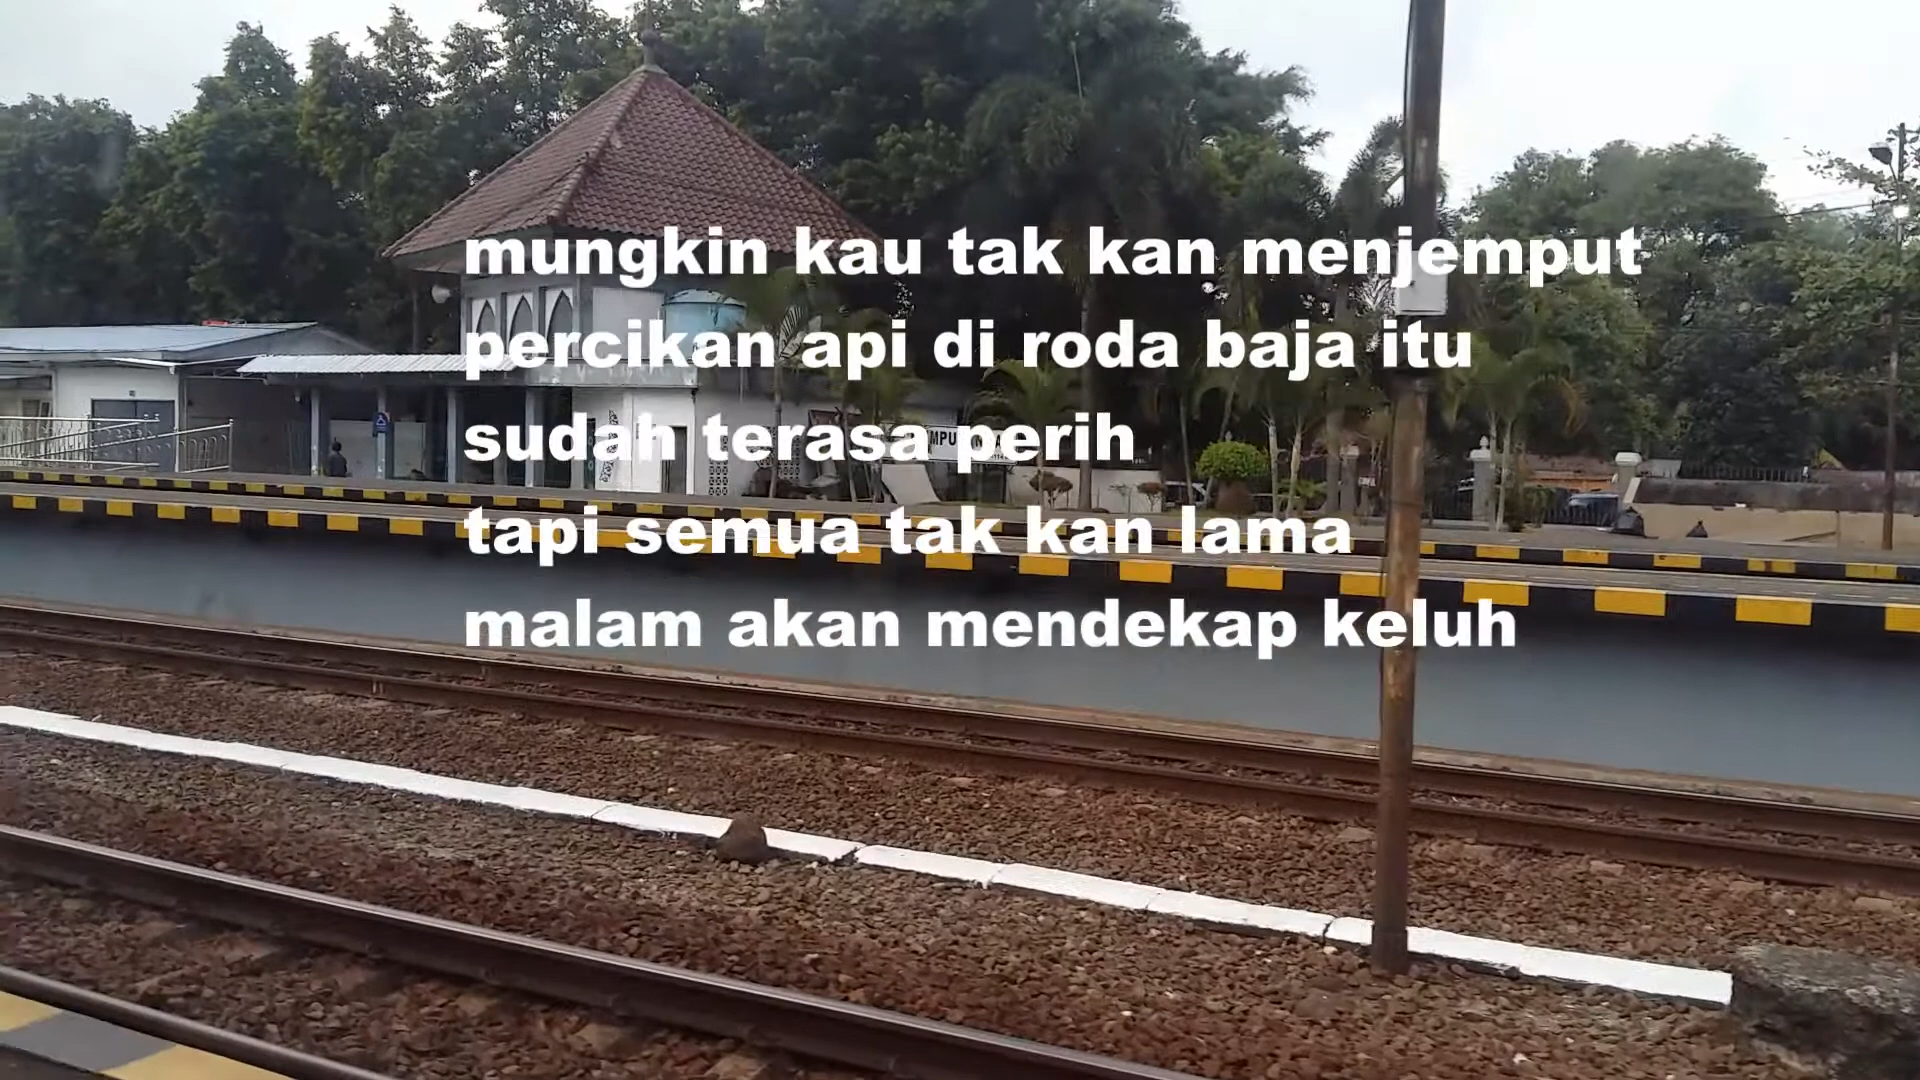 mungkin kau tak kan menjemput
percikan api di roda baja itu
sudah terasa perih
tapi semua tak kan lama
malam akan mendekap keluh